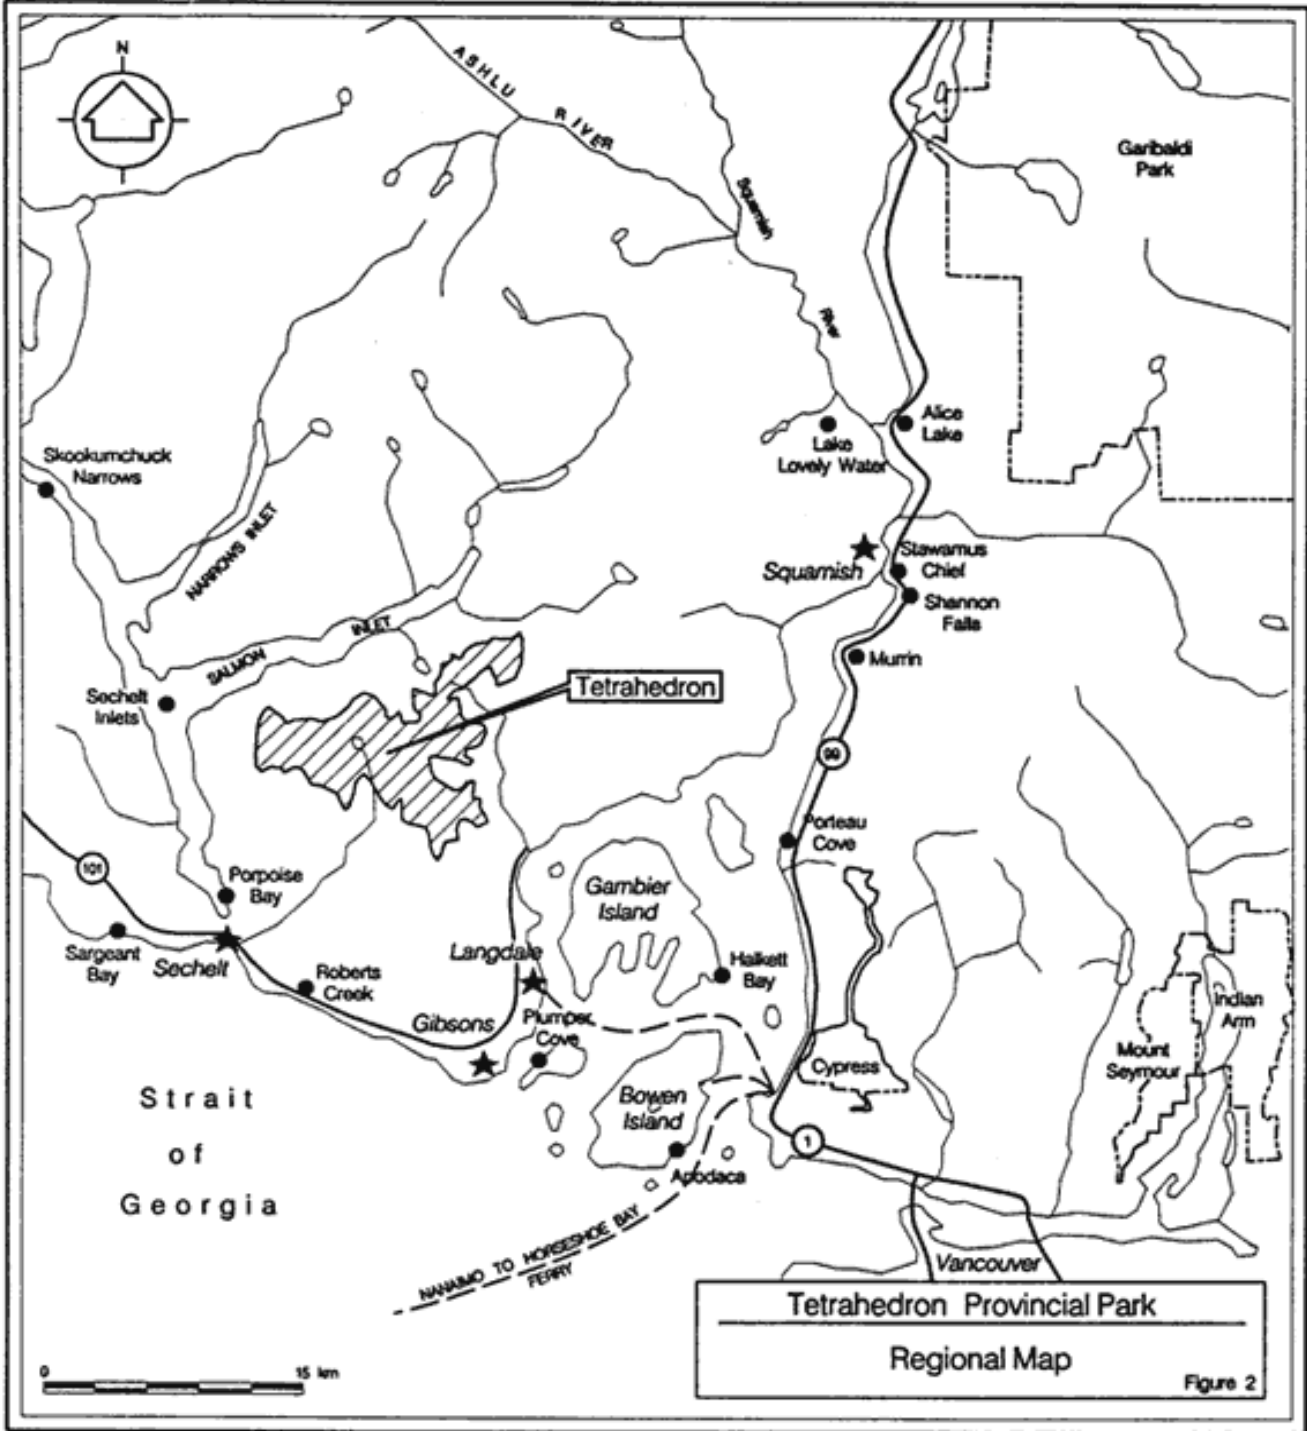 N
ASHLU
RIVER
Squamish
River
Garibaldi
Park
Alice
Lake
Lake
Lovely Water
Skookumchuck
Narrows
NARROWS INLET
Squamish
Stawamus
Chief
Shannon
Falls
Murrin
SALMON
INLET
Sechelt
Inlets
Tetrahedron
99
Porteau
Cove
101
Porpoise
Bay
Gambier
Island
Sargeant
Bay
Sechelt
Langdale
Halkett
Bay
Roberts
Creek
Gibsons
Plumper
Cove
Indian
Arm
Mount
Seymour
Cypress
Bowen
Island
Strait
of
Georgia
1
Apodaca
NANAIMO TO HORSESHOE BAY
FERRY
Vancouver
Tetrahedron Provincial Park
Regional Map
Figure 2
0
15 km